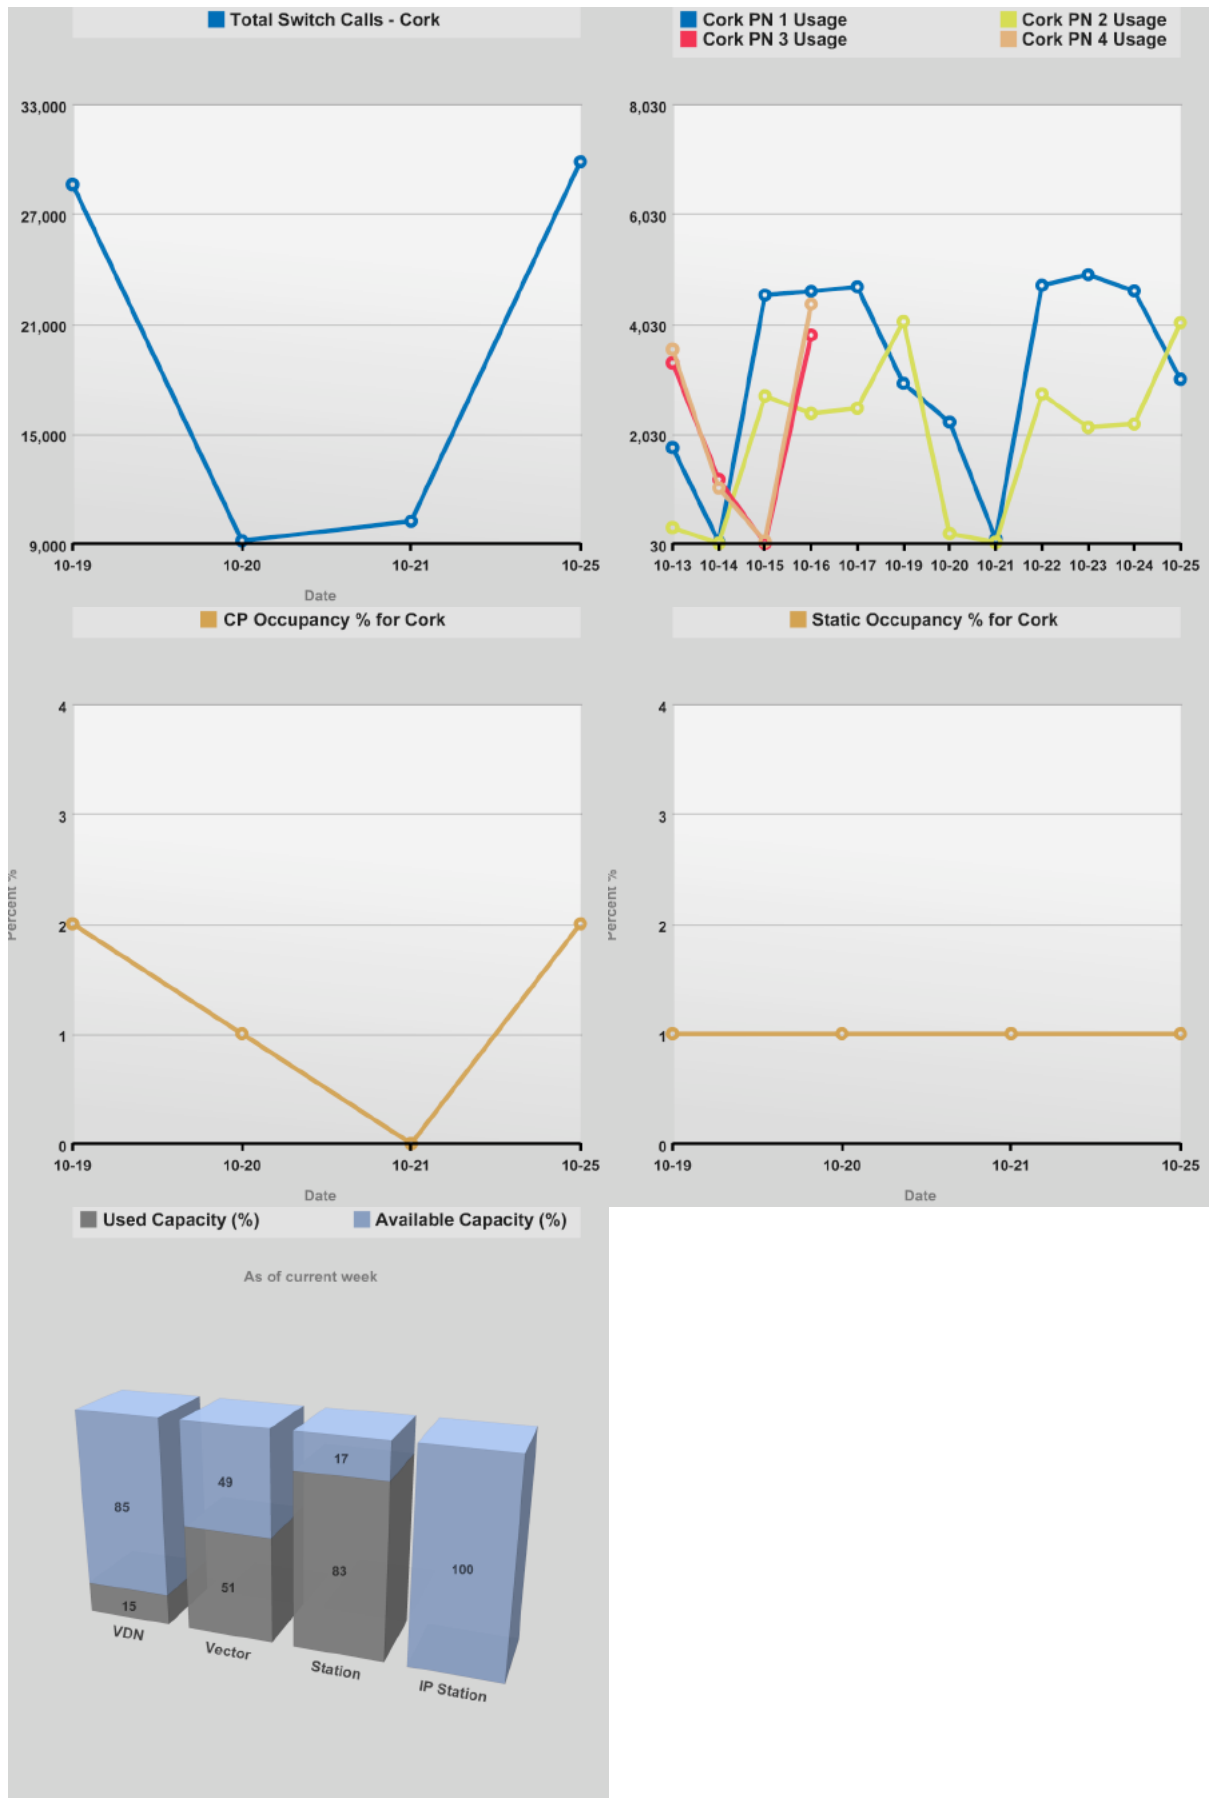 Total Switch Calls - Cork
33,000
27,000
21,000
15,000
9,000
10-19 10-20 10-21 10-25
Date
Cork PN 1 Usage Cork PN 2 Usage
Cork PN 3 Usage Cork PN 4 Usage
8,030
6,030
4,030
2,030
30
10-13 10-14 10-15 10-16 10-17 10-19 10-20 10-21 10-22 10-23 10-24 10-25
CP Occupancy % for Cork
4
3
Percent %
2
1
0
10-19 10-20 10-21 10-25
Date
Static Occupancy % for Cork
4
3
Percent %
2
1
0
10-19 10-20 10-21 10-25
Date
Used Capacity (%) Available Capacity (%)
As of current week
85
15
VDN
49
51
Vector
17
83
Station
100
IP Station